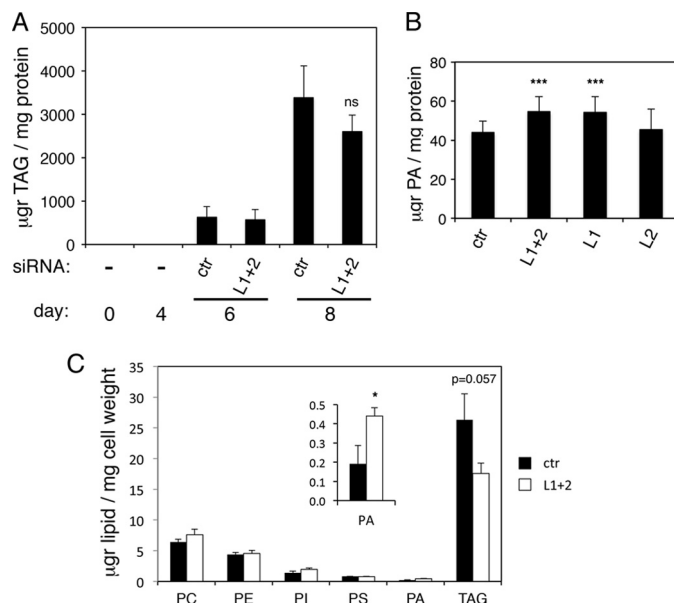 A
μgr TAG / mg protein
5000
4000
3000
2000
1000
0
ns
siRNA:
-
-
ctr
L1+2
ctr
L1+2
day:
0
4
6
8
B
μgr PA / mg protein
80
60
40
20
0
***
***
ctr
L1+2
L1
L2
C
μgr lipid / mg cell weight
35
30
25
20
15
10
5
0
0.5
0.4
0.3
0.2
0.1
0.0
*
PA
p=0.057
ctr
L1+2
PC
PE
PI
PS
PA
TAG